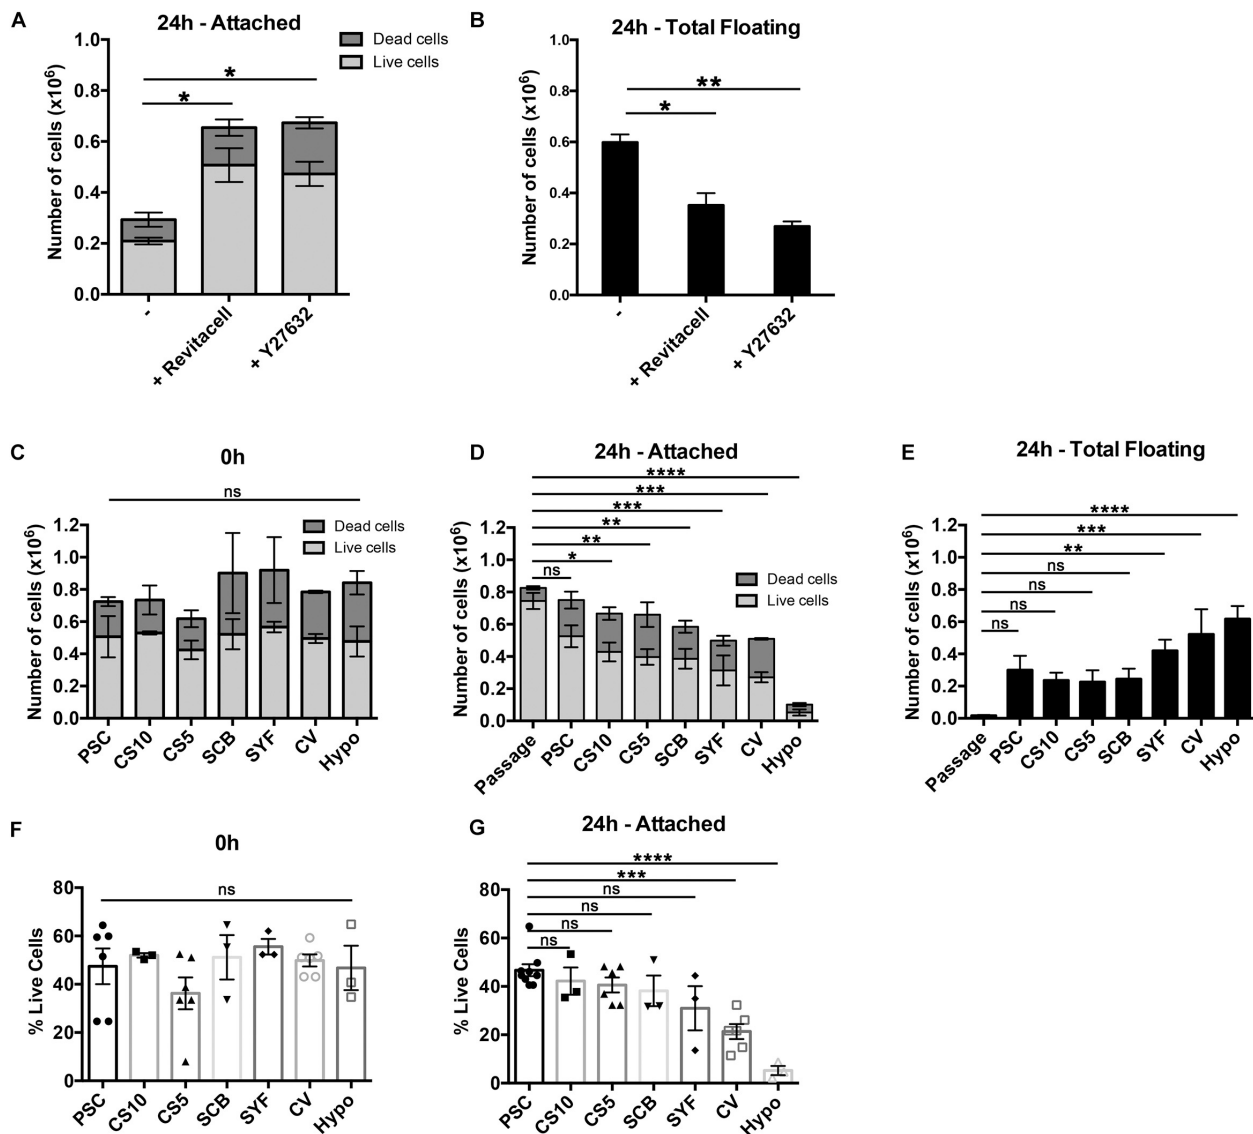 A
24h - Attached
Dead cells
Live cells
Number of cells (x10⁶)
1.0
0.8
0.6
0.4
0.2
0.0
*
*
-
+ Revitacell
+ Y27632
B
24h - Total Floating
Number of cells (x10⁶)
1.0
0.8
0.6
0.4
0.2
0.0
**
*
-
+ Revitacell
+ Y27632
C
0h
ns
Dead cells
Live cells
Number of cells (x10⁶)
1.2
1.0
0.8
0.6
0.4
0.2
0.0
PSC
CS10
CS5
SCB
SYF
CV
Hypo
D
24h - Attached
****
***
***
**
**
*
ns
Dead cells
Live cells
Number of cells (x10⁶)
1.2
1.0
0.8
0.6
0.4
0.2
0.0
Passage
PSC
CS10
CS5
SCB
SYF
CV
Hypo
E
24h - Total Floating
****
***
**
ns
ns
ns
ns
Number of cells (x10⁶)
1.2
1.0
0.8
0.6
0.4
0.2
0.0
Passage
PSC
CS10
CS5
SCB
SYF
CV
Hypo
F
0h
ns
% Live Cells
80
60
40
20
0
PSC
CS10
CS5
SCB
SYF
CV
Hypo
G
24h - Attached
****
***
ns
ns
ns
ns
% Live Cells
80
60
40
20
0
PSC
CS10
CS5
SCB
SYF
CV
Hypo